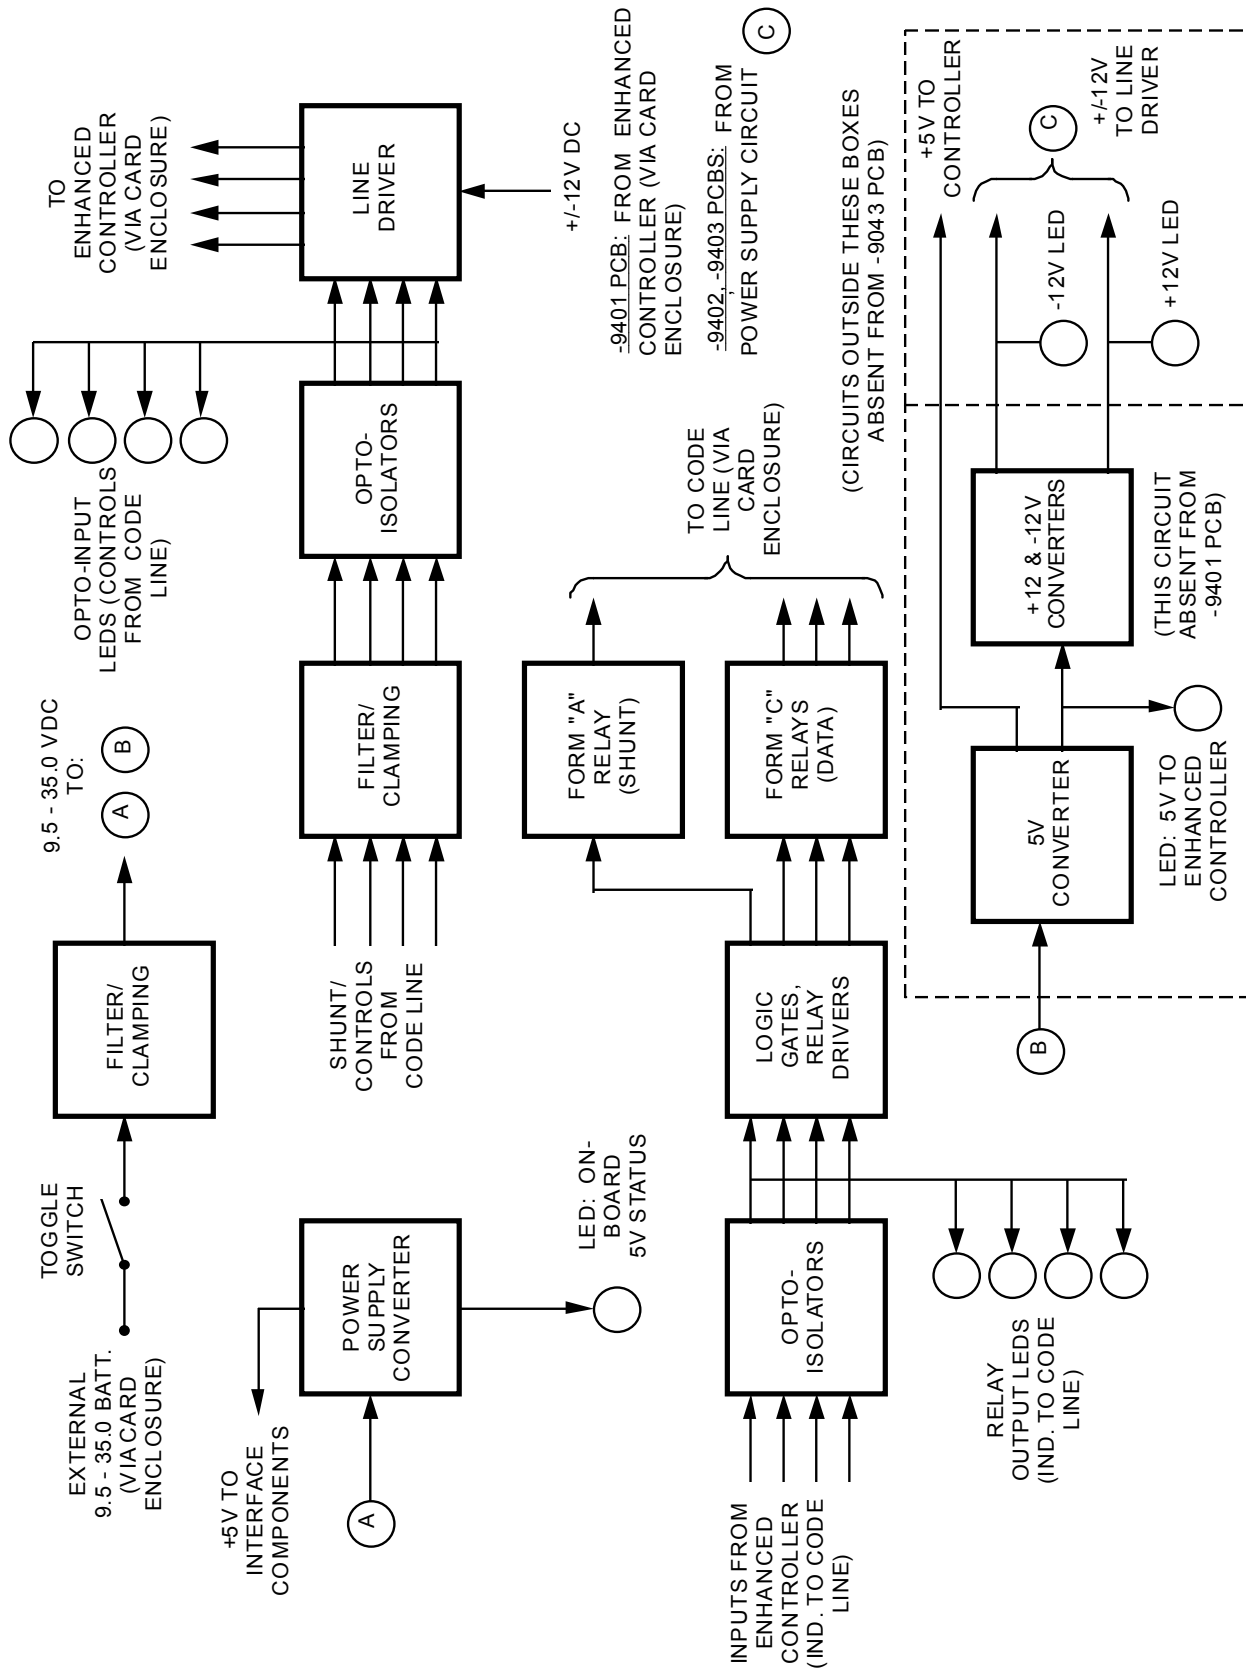 EXTERNAL
9.5 - 35.0 BATT.
(VIA CARD
ENCLOSURE)
TOGGLE
SWITCH
FILTER/
CLAMPING
9.5 - 35.0 VDC
TO:
A
B
OPTO-INPUT
LEDS (CONTROLS
FROM CODE
LINE)
TO
ENHANCED
CONTROLLER
(VIA CARD
ENCLOSURE)
+5V TO
INTERFACE
COMPONENTS
A
POWER
SUPPLY
CONVERTER
LED: ON-
BOARD
5V STATUS
SHUNT/
CONTROLS
FROM
CODE LINE
FILTER/
CLAMPING
OPTO-
ISOLATORS
LINE
DRIVER
+/-12V DC
-9401 PCB: FROM ENHANCED
CONTROLLER (VIA CARD
ENCLOSURE)
-9402, -9403 PCBS: FROM
POWER SUPPLY CIRCUIT
C
INPUTS FROM
ENHANCED
CONTROLLER
(IND. TO CODE
LINE)
OPTO-
ISOLATORS
LOGIC
GATES,
RELAY
DRIVERS
FORM "A"
RELAY
(SHUNT)
FORM "C"
RELAYS
(DATA)
TO CODE
LINE (VIA
CARD
ENCLOSURE)
RELAY
OUTPUT LEDS
(IND. TO CODE
LINE)
(CIRCUITS OUTSIDE THESE BOXES
ABSENT FROM -9043 PCB)
B
5V
CONVERTER
LED: 5V TO
ENHANCED
CONTROLLER
+12 & -12V
CONVERTERS
(THIS CIRCUIT
ABSENT FROM
-9401 PCB)
+5V TO
CONTROLLER
-12V LED
+12V LED
C
+/-12V
TO LINE
DRIVER